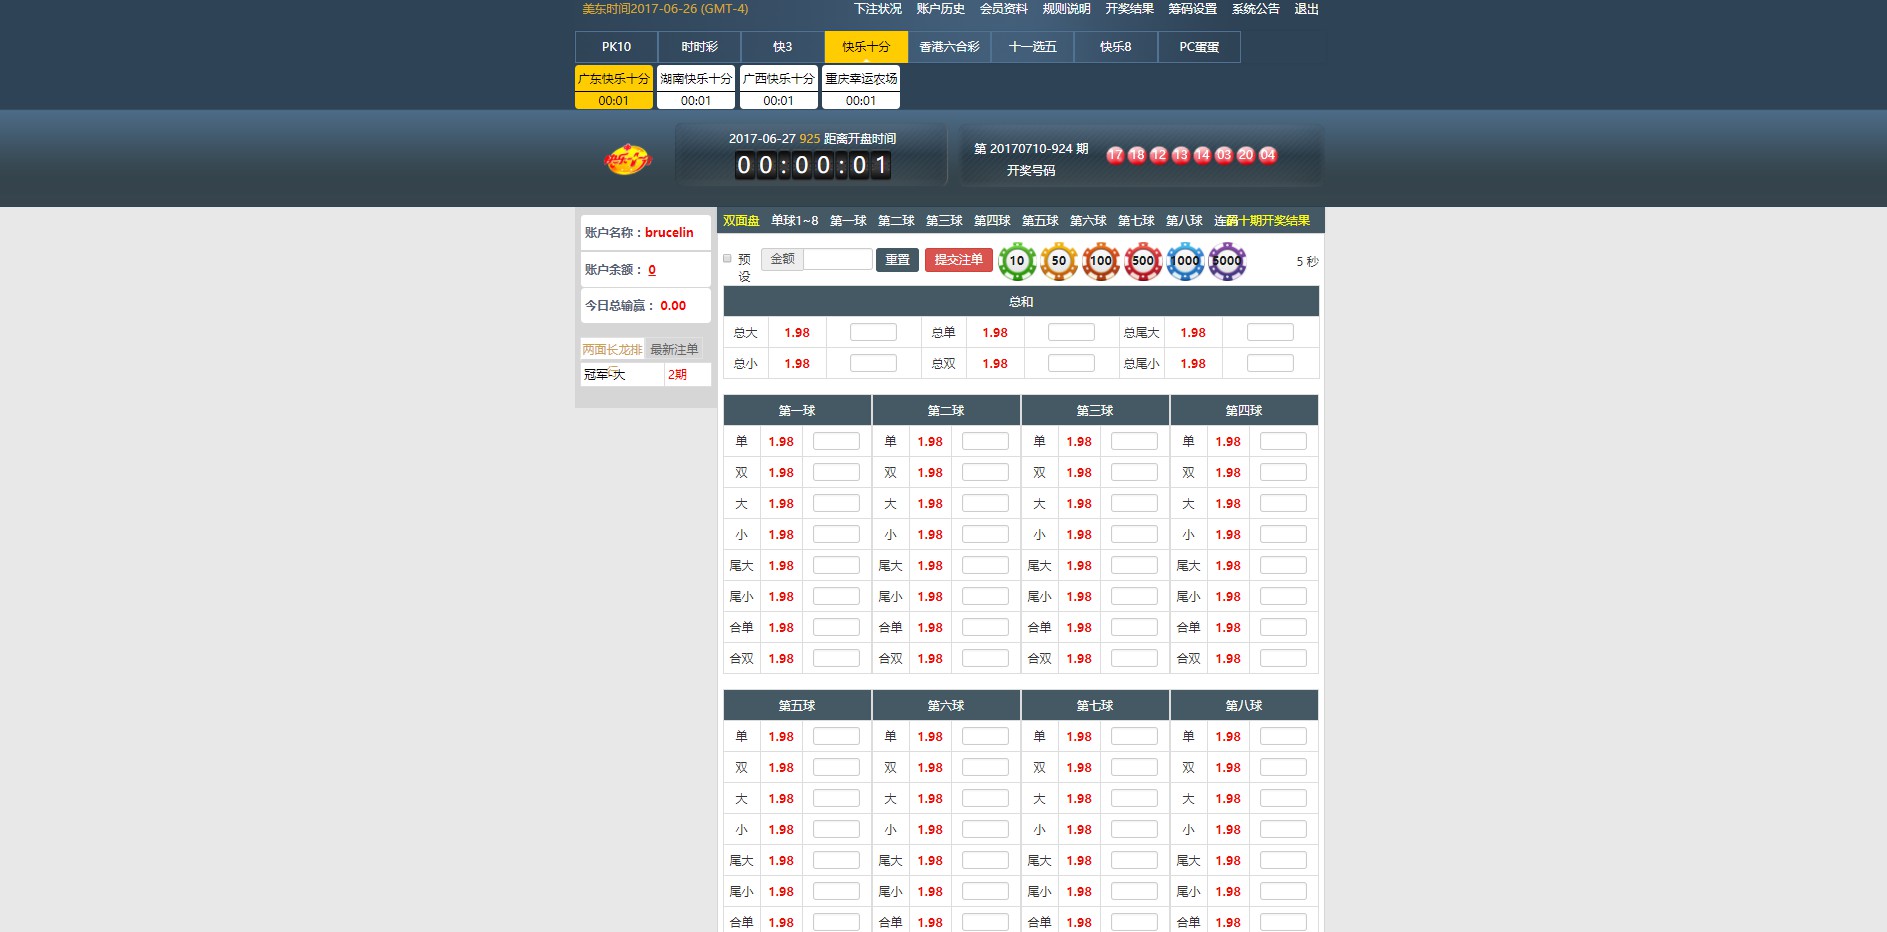 美东时间2017-06-26 (GMT-4) 下注状况 账户历史 会员资料 规则说明 开奖结果 筹码设置 系统公告 退出
PK10 时时彩 快3 快乐十分 香港六合彩 十一选五 快乐8 PC蛋蛋
广东快乐十分 湖南快乐十分 广西快乐十分 重庆幸运农场
00:01 00:01 00:01 00:01
2017-06-27 925 距离开盘时间
00:00:01
第 20170710-924 期
开奖号码
17 18 12 13 14 03 20 04
账户名称：brucelin
账户余额： 0
今日总输赢： 0.00
两面长龙排 最新注单
冠军-大 2期
双面盘 单球1~8 第一球 第二球 第三球 第四球 第五球 第六球 第七球 第八球 连 十期开奖结果
预设 金额 重置 提交注单 10 50 100 500 1000 5000 5 秒
总和
总大 1.98 总单 1.98 总尾大 1.98
总小 1.98 总双 1.98 总尾小 1.98
第一球 第二球 第三球 第四球
单 1.98 单 1.98 单 1.98 单 1.98
双 1.98 双 1.98 双 1.98 双 1.98
大 1.98 大 1.98 大 1.98 大 1.98
小 1.98 小 1.98 小 1.98 小 1.98
尾大 1.98 尾大 1.98 尾大 1.98 尾大 1.98
尾小 1.98 尾小 1.98 尾小 1.98 尾小 1.98
合单 1.98 合单 1.98 合单 1.98 合单 1.98
合双 1.98 合双 1.98 合双 1.98 合双 1.98
第五球 第六球 第七球 第八球
单 1.98 单 1.98 单 1.98 单 1.98
双 1.98 双 1.98 双 1.98 双 1.98
大 1.98 大 1.98 大 1.98 大 1.98
小 1.98 小 1.98 小 1.98 小 1.98
尾大 1.98 尾大 1.98 尾大 1.98 尾大 1.98
尾小 1.98 尾小 1.98 尾小 1.98 尾小 1.98
合单 1.98 合单 1.98 合单 1.98 合单 1.98